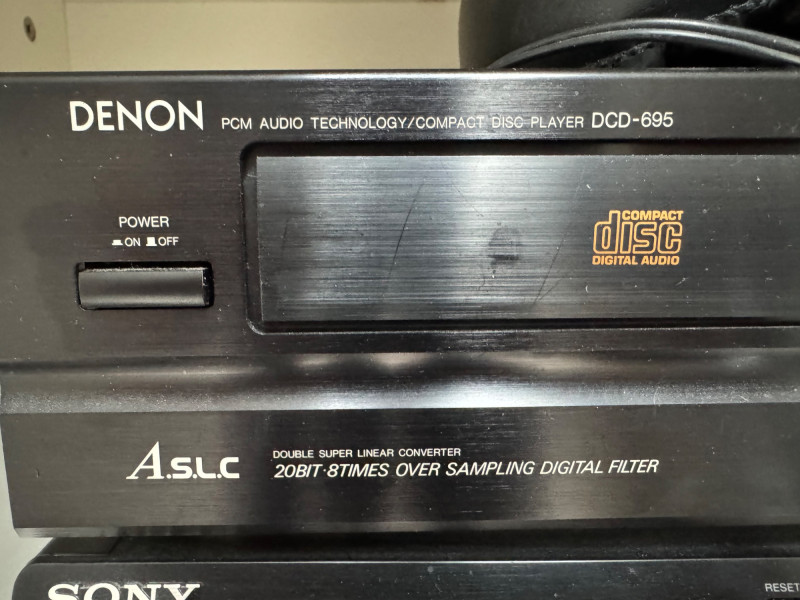 DENON PCM AUDIO TECHNOLOGY/COMPACT DISC PLAYER DCD-695
POWER
ON OFF
COMPACT
disc
DIGITAL AUDIO
A.S.L.C
DOUBLE SUPER LINEAR CONVERTER
20BIT·8TIMES OVER SAMPLING DIGITAL FILTER
SONY
RESET